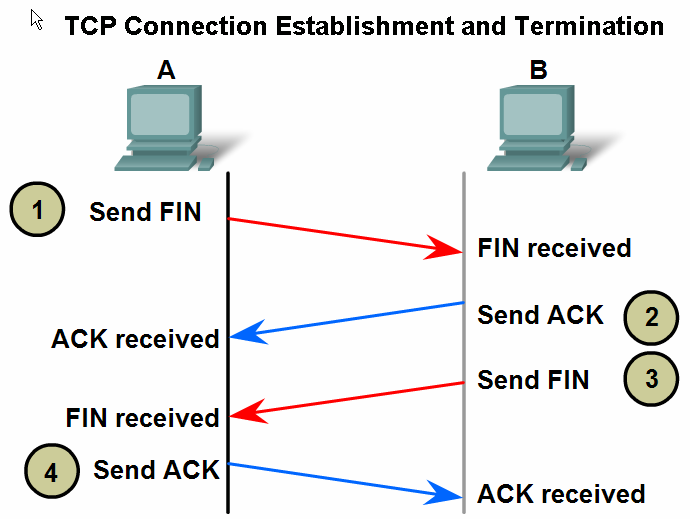 TCP Connection Establishment and Termination
A
B
1
Send FIN
FIN received
Send ACK
2
ACK received
Send FIN
3
FIN received
4
Send ACK
ACK received